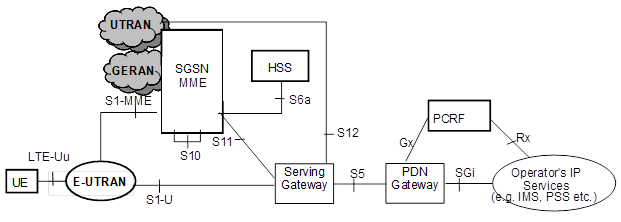 UTRAN
GERAN
SGSN
MME
HSS
S1-MME
S6a
S10
S11
S12
PCRF
Gx
Rx
LTE-Uu
UE
E-UTRAN
S1-U
Serving
Gateway
S5
PDN
Gateway
SGi
Operator's IP
Services
(e.g. IMS, PSS etc.)